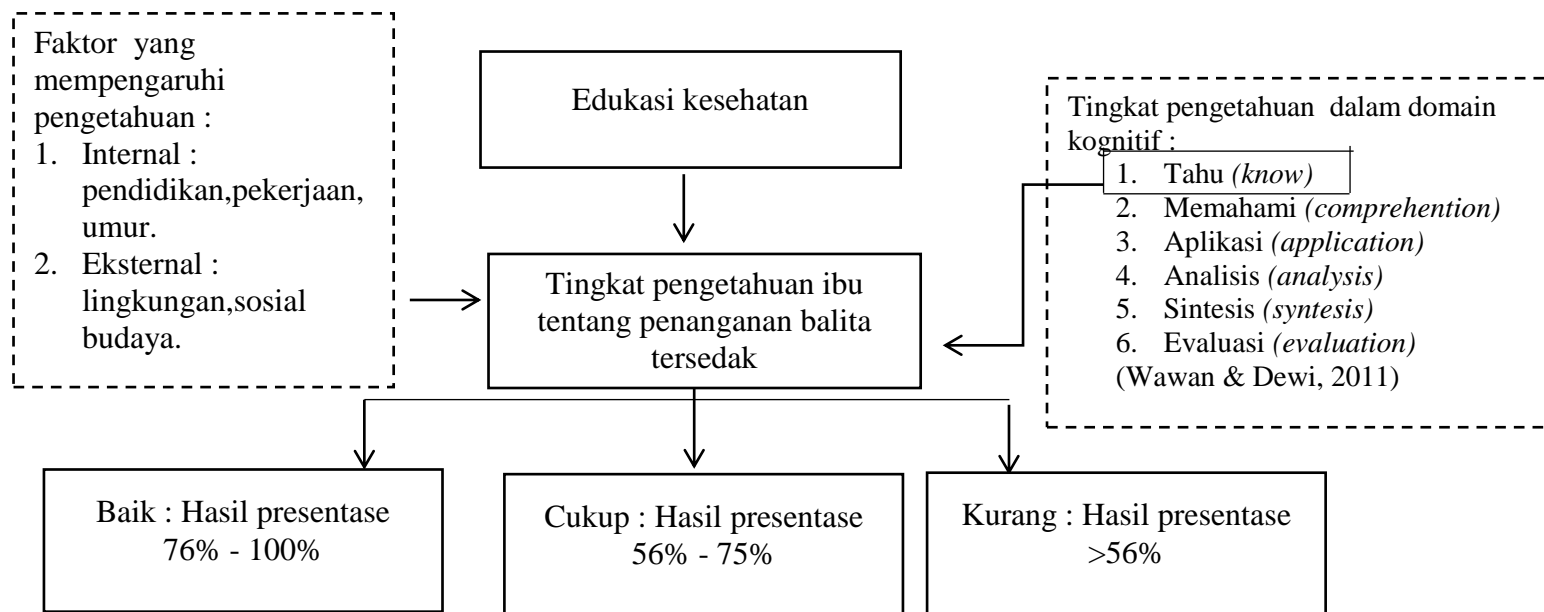 Faktor yang
mempengaruhi
pengetahuan :
1. Internal :
pendidikan,pekerjaan,
umur.
2. Eksternal :
lingkungan,sosial
budaya.
Edukasi kesehatan
Tingkat pengetahuan dalam domain
kognitif :
1. Tahu (know)
2. Memahami (comprehention)
3. Aplikasi (application)
4. Analisis (analysis)
5. Sintesis (syntesis)
6. Evaluasi (evaluation)
(Wawan & Dewi, 2011)
Tingkat pengetahuan ibu
tentang penanganan balita
tersedak
Baik : Hasil presentase
76% - 100%
Cukup : Hasil presentase
56% - 75%
Kurang : Hasil presentase
>56%